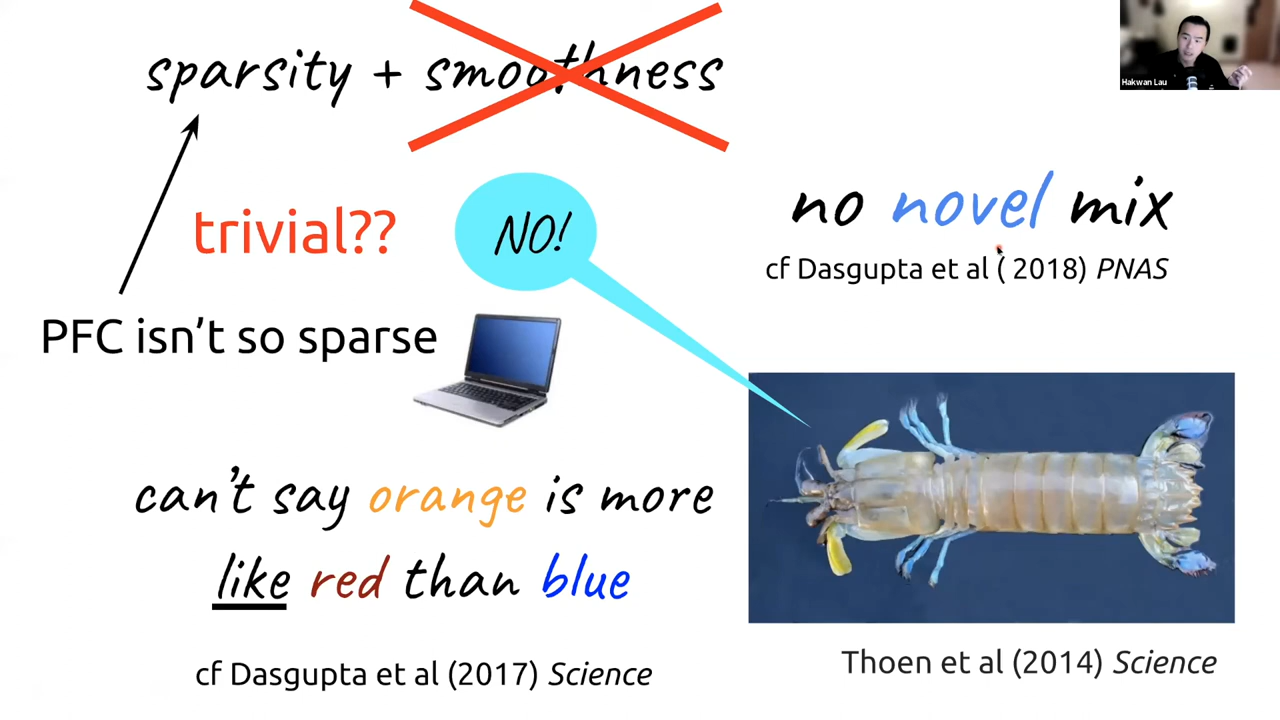 sparsity + smoothness
Hakwan Lau
trivial??
NO!
no novel mix
cf Dasgupta et al ( 2018) PNAS
PFC isn't so sparse
can't say orange is more
like red than blue
cf Dasgupta et al (2017) Science
Thoen et al (2014) Science